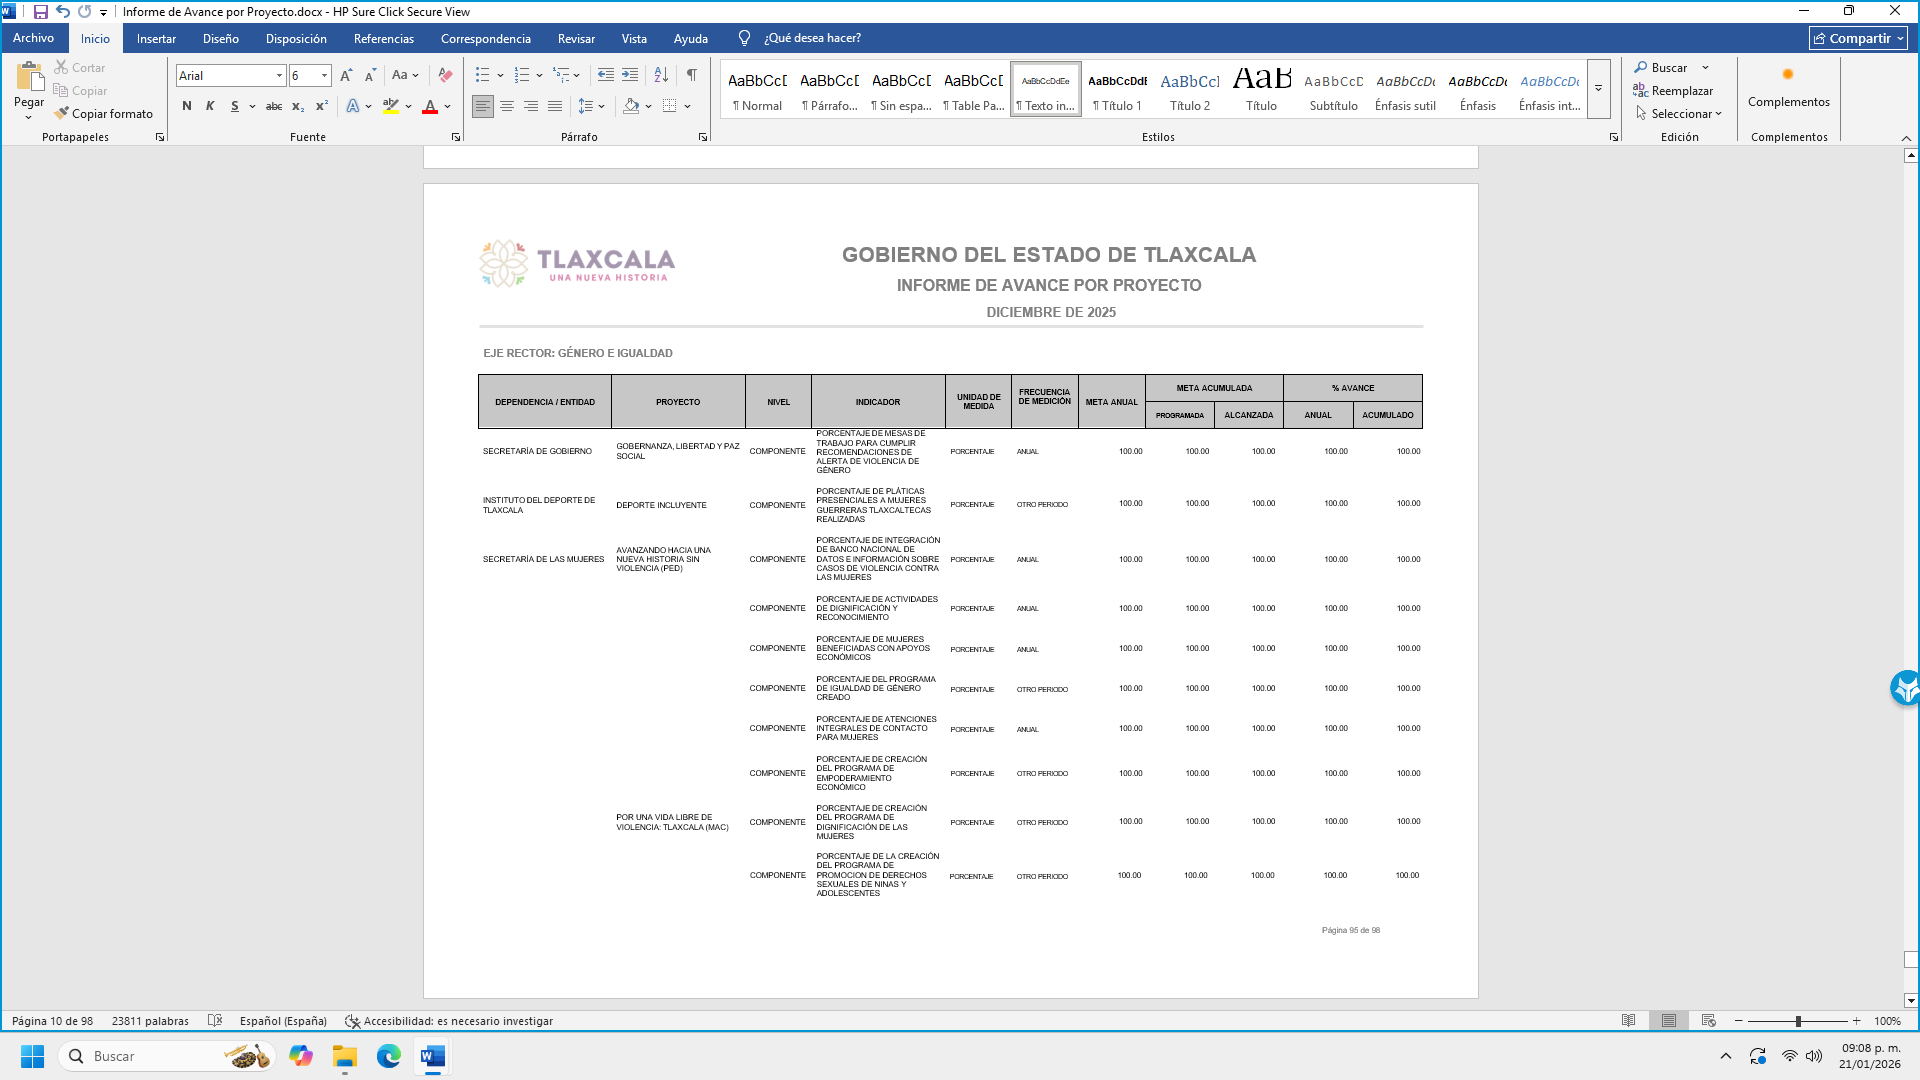 Informe de Avance por Proyecto.docx - HP Sure Click Secure View
Archivo Inicio Insertar Diseño Disposición Referencias Correspondencia Revisar Vista Ayuda ¿Qué desea hacer? Compartir
Pegar
Cortar
Copiar
Copiar formato
Portapapeles
Arial 6
Aa
N K S abc x₂ x² A ab A
Fuente
Párrafo
AaBbCcD AaBbCcD AaBbCcD AaBbCcD AaBbCcDdEe AaBbCcDdE AaBbCcI AaB AaBbCcD AaBbCcDc AaBbCcDc AaBbCcDc
¶ Normal ¶ Párrafo... ¶ Sin espa... ¶ Table Pa... ¶ Texto in... ¶ Título 1 Título 2 Título Subtítulo Énfasis sutil Énfasis Énfasis int...
Estilos
Buscar
Reemplazar
Seleccionar
Edición
Complementos
Complementos
TLAXCALA
UNA NUEVA HISTORIA
GOBIERNO DEL ESTADO DE TLAXCALA
INFORME DE AVANCE POR PROYECTO
DICIEMBRE DE 2025
EJE RECTOR: GÉNERO E IGUALDAD
DEPENDENCIA / ENTIDAD PROYECTO NIVEL INDICADOR UNIDAD DE MEDIDA FRECUENCIA DE MEDICIÓN META ANUAL META ACUMULADA % AVANCE
PROGRAMADA ALCANZADA ANUAL ACUMULADO
SECRETARÍA DE GOBIERNO GOBERNANZA, LIBERTAD Y PAZ SOCIAL COMPONENTE PORCENTAJE DE MESAS DE TRABAJO PARA CUMPLIR RECOMENDACIONES DE ALERTA DE VIOLENCIA DE GÉNERO PORCENTAJE ANUAL 100.00 100.00 100.00 100.00 100.00
INSTITUTO DEL DEPORTE DE TLAXCALA DEPORTE INCLUYENTE COMPONENTE PORCENTAJE DE PLÁTICAS PRESENCIALES A MUJERES GUERRERAS TLAXCALTECAS REALIZADAS PORCENTAJE OTRO PERIODO 100.00 100.00 100.00 100.00 100.00
SECRETARÍA DE LAS MUJERES AVANZANDO HACIA UNA NUEVA HISTORIA SIN VIOLENCIA (PED) COMPONENTE PORCENTAJE DE INTEGRACIÓN DE BANCO NACIONAL DE DATOS E INFORMACIÓN SOBRE CASOS DE VIOLENCIA CONTRA LAS MUJERES PORCENTAJE ANUAL 100.00 100.00 100.00 100.00 100.00
COMPONENTE PORCENTAJE DE ACTIVIDADES DE DIGNIFICACIÓN Y RECONOCIMIENTO PORCENTAJE ANUAL 100.00 100.00 100.00 100.00 100.00
COMPONENTE PORCENTAJE DE MUJERES BENEFICIADAS CON APOYOS ECONÓMICOS PORCENTAJE ANUAL 100.00 100.00 100.00 100.00 100.00
COMPONENTE PORCENTAJE DEL PROGRAMA DE IGUALDAD DE GÉNERO CREADO PORCENTAJE OTRO PERIODO 100.00 100.00 100.00 100.00 100.00
COMPONENTE PORCENTAJE DE ATENCIONES INTEGRALES DE CONTACTO PARA MUJERES PORCENTAJE ANUAL 100.00 100.00 100.00 100.00 100.00
COMPONENTE PORCENTAJE DE CREACIÓN DEL PROGRAMA DE EMPODERAMIENTO ECONÓMICO PORCENTAJE OTRO PERIODO 100.00 100.00 100.00 100.00 100.00
POR UNA VIDA LIBRE DE VIOLENCIA: TLAXCALA (MAC) COMPONENTE PORCENTAJE DE CREACIÓN DEL PROGRAMA DE DIGNIFICACIÓN DE LAS MUJERES PORCENTAJE OTRO PERIODO 100.00 100.00 100.00 100.00 100.00
COMPONENTE PORCENTAJE DE LA CREACIÓN DEL PROGRAMA DE PROMOCION DE DERECHOS SEXUALES DE NINAS Y ADOLESCENTES PORCENTAJE OTRO PERIODO 100.00 100.00 100.00 100.00 100.00
Página 95 de 98
Página 10 de 98 23811 palabras Español (España) Accesibilidad: es necesario investigar 100%
Buscar
09:08 p. m.
21/01/2026